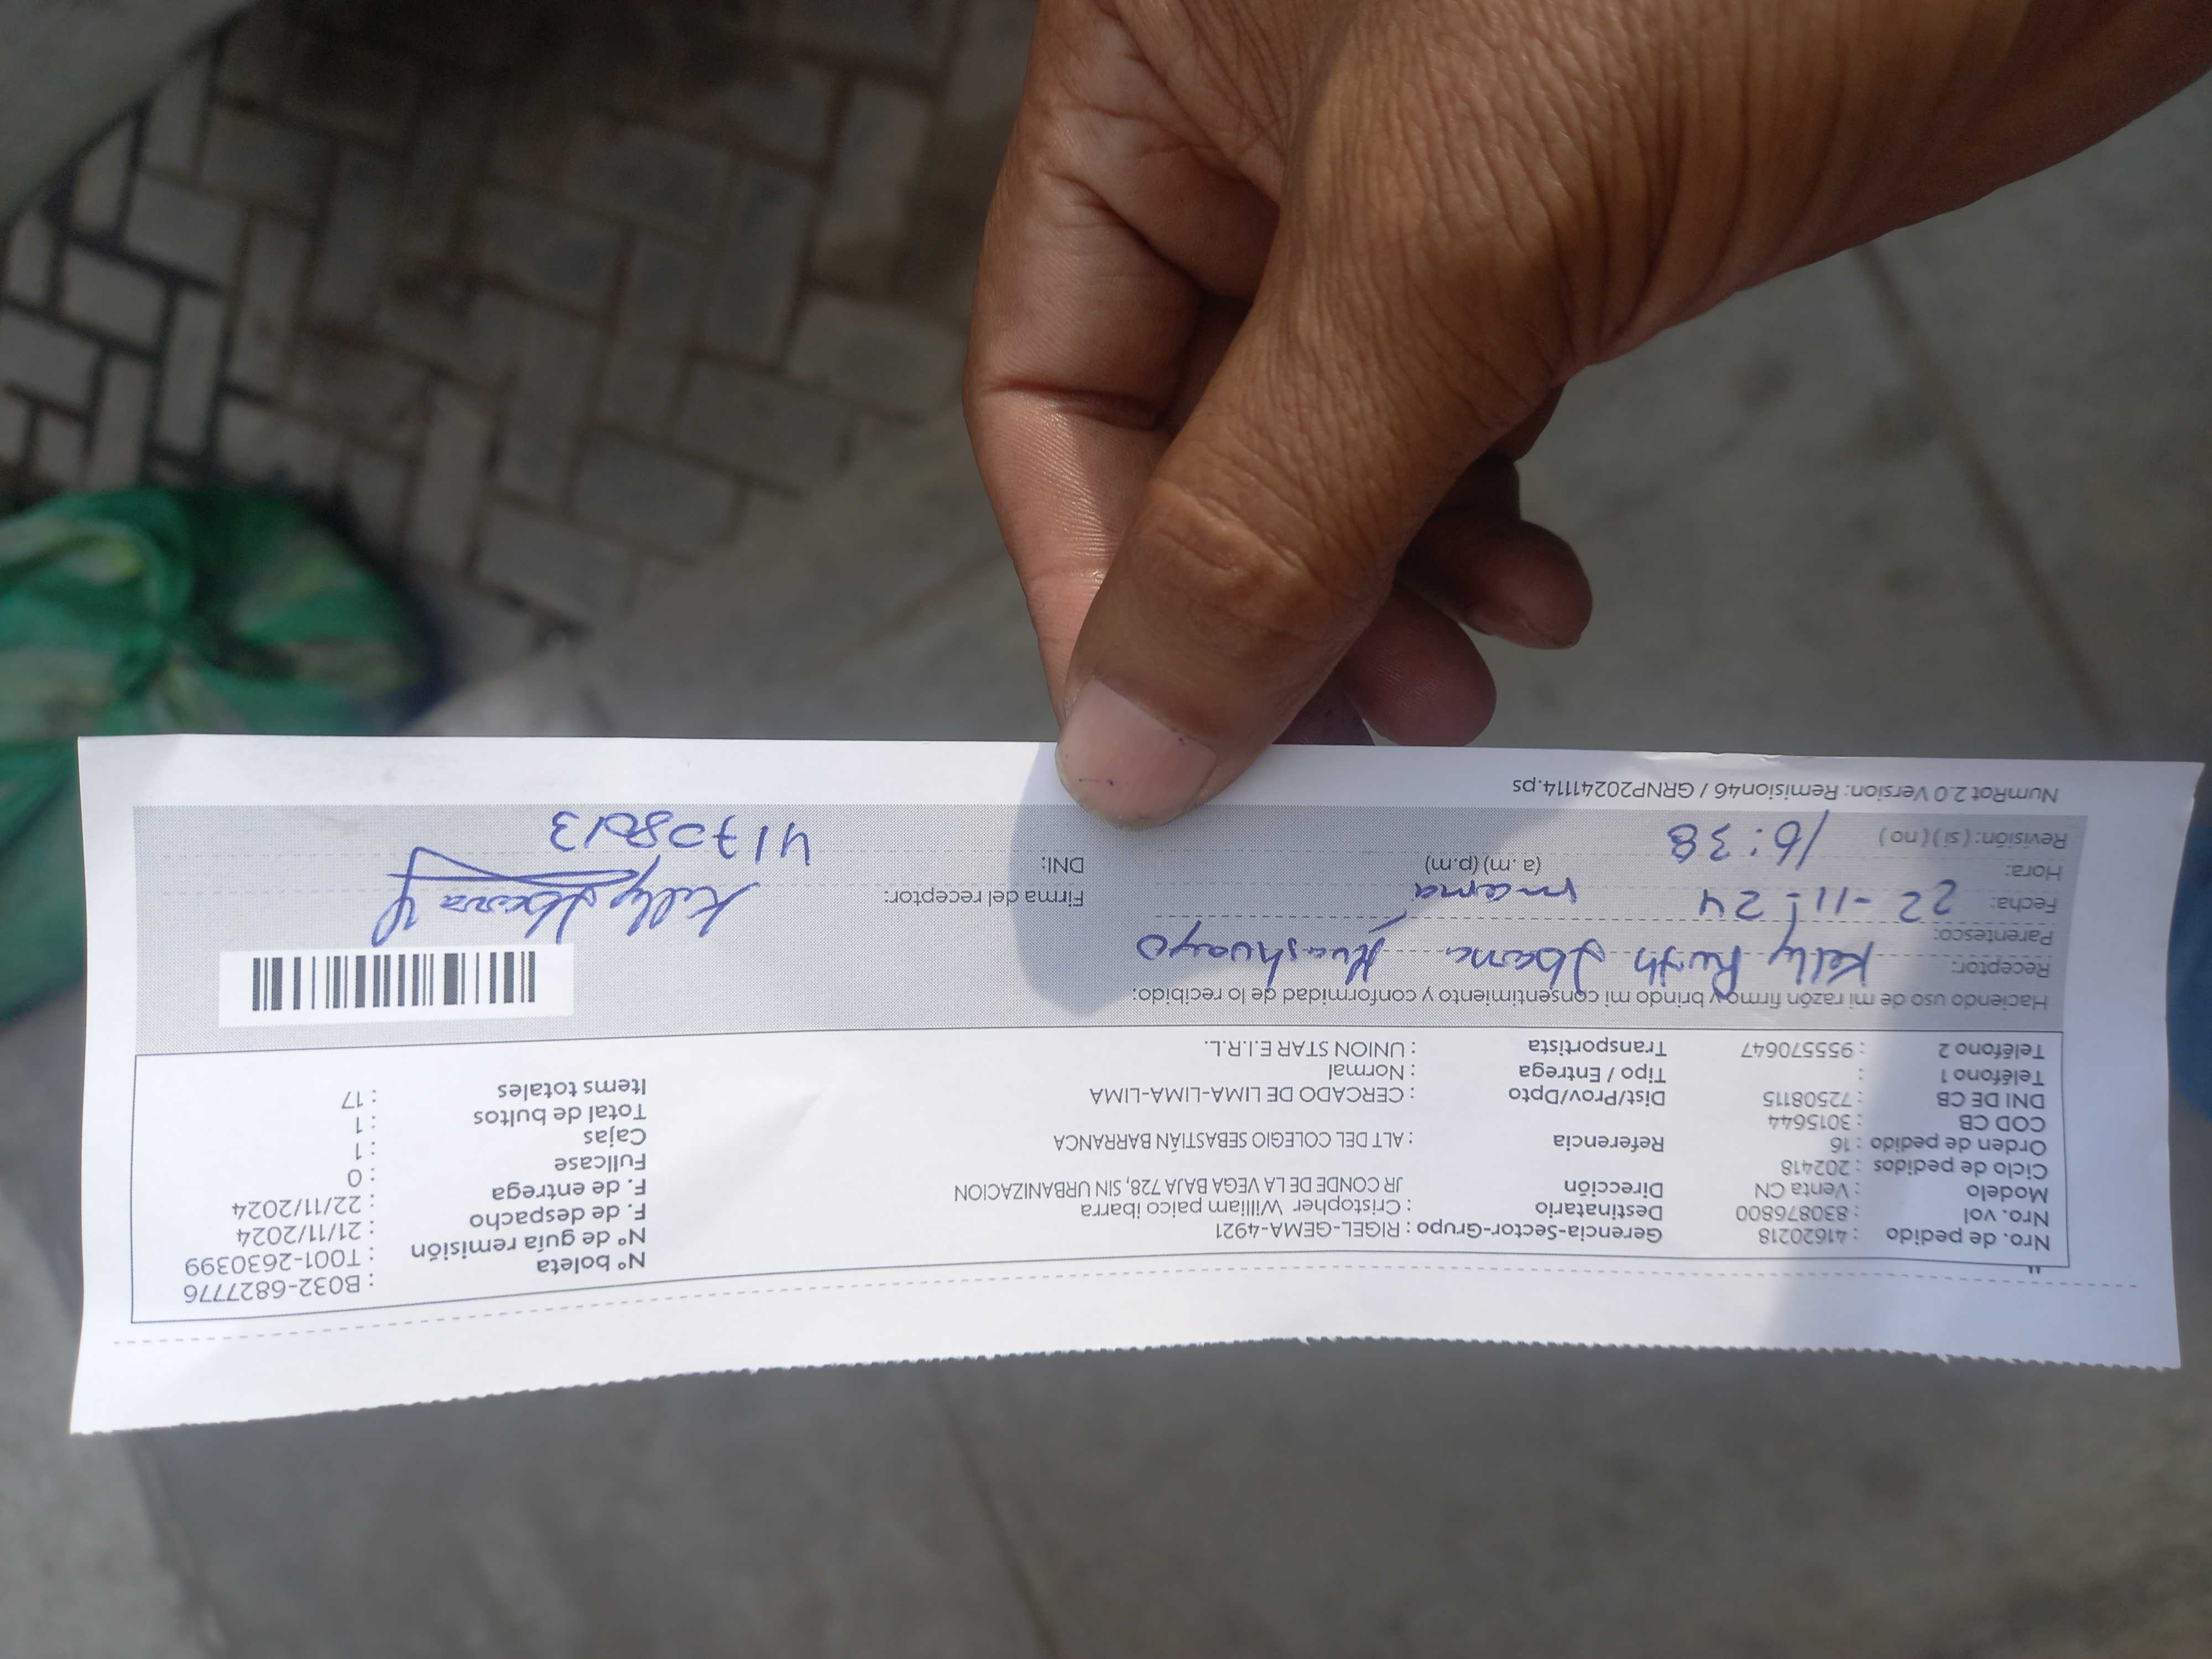 Nro. de pedido : 41620218 Gerencia-Sector-Grupo : RIGEL-GEMA-4921 N° boleta : B032-6827776
Nro. vol : 830876800 Destinatario : Cristopher William paico ibarra N° de guía remisión : T001-2630399
Modelo : Venta CN Dirección JR CONDE DE LA VEGA BAJA 728, SIN URBANIZACION F. de despacho : 21/11/2024
Ciclo de pedidos : 202418 F. de entrega : 22/11/2024
Orden de pedido : 16 Referencia : ALT DEL COLEGIO SEBASTIÁN BARRANCA Fullcase : 0
COD CB : 3015644 Cajas : 1
DNI DE CB : 72508115 Dist/Prov/Dpto : CERCADO DE LIMA-LIMA-LIMA Total de bultos : 1
Teléfono 1 : Tipo / Entrega : Normal Items totales : 17
Teléfono 2 : 955570647 Transportista : UNION STAR E.I.R.L.
Haciendo uso de mi razón firmo y brindo mi consentimiento y conformidad de lo recibido:
Receptor: Kelly Ruth Ibarra
Parentesco: mama
Fecha: 22-11-24 Firma del receptor: Kelly Ibarra
Hora: 16:38 (a.m) (p.m) DNI: 41708013
Revisión: ( si ) ( no )
NumRot 2.0 Version: Remision46 / GRNP20241114.ps